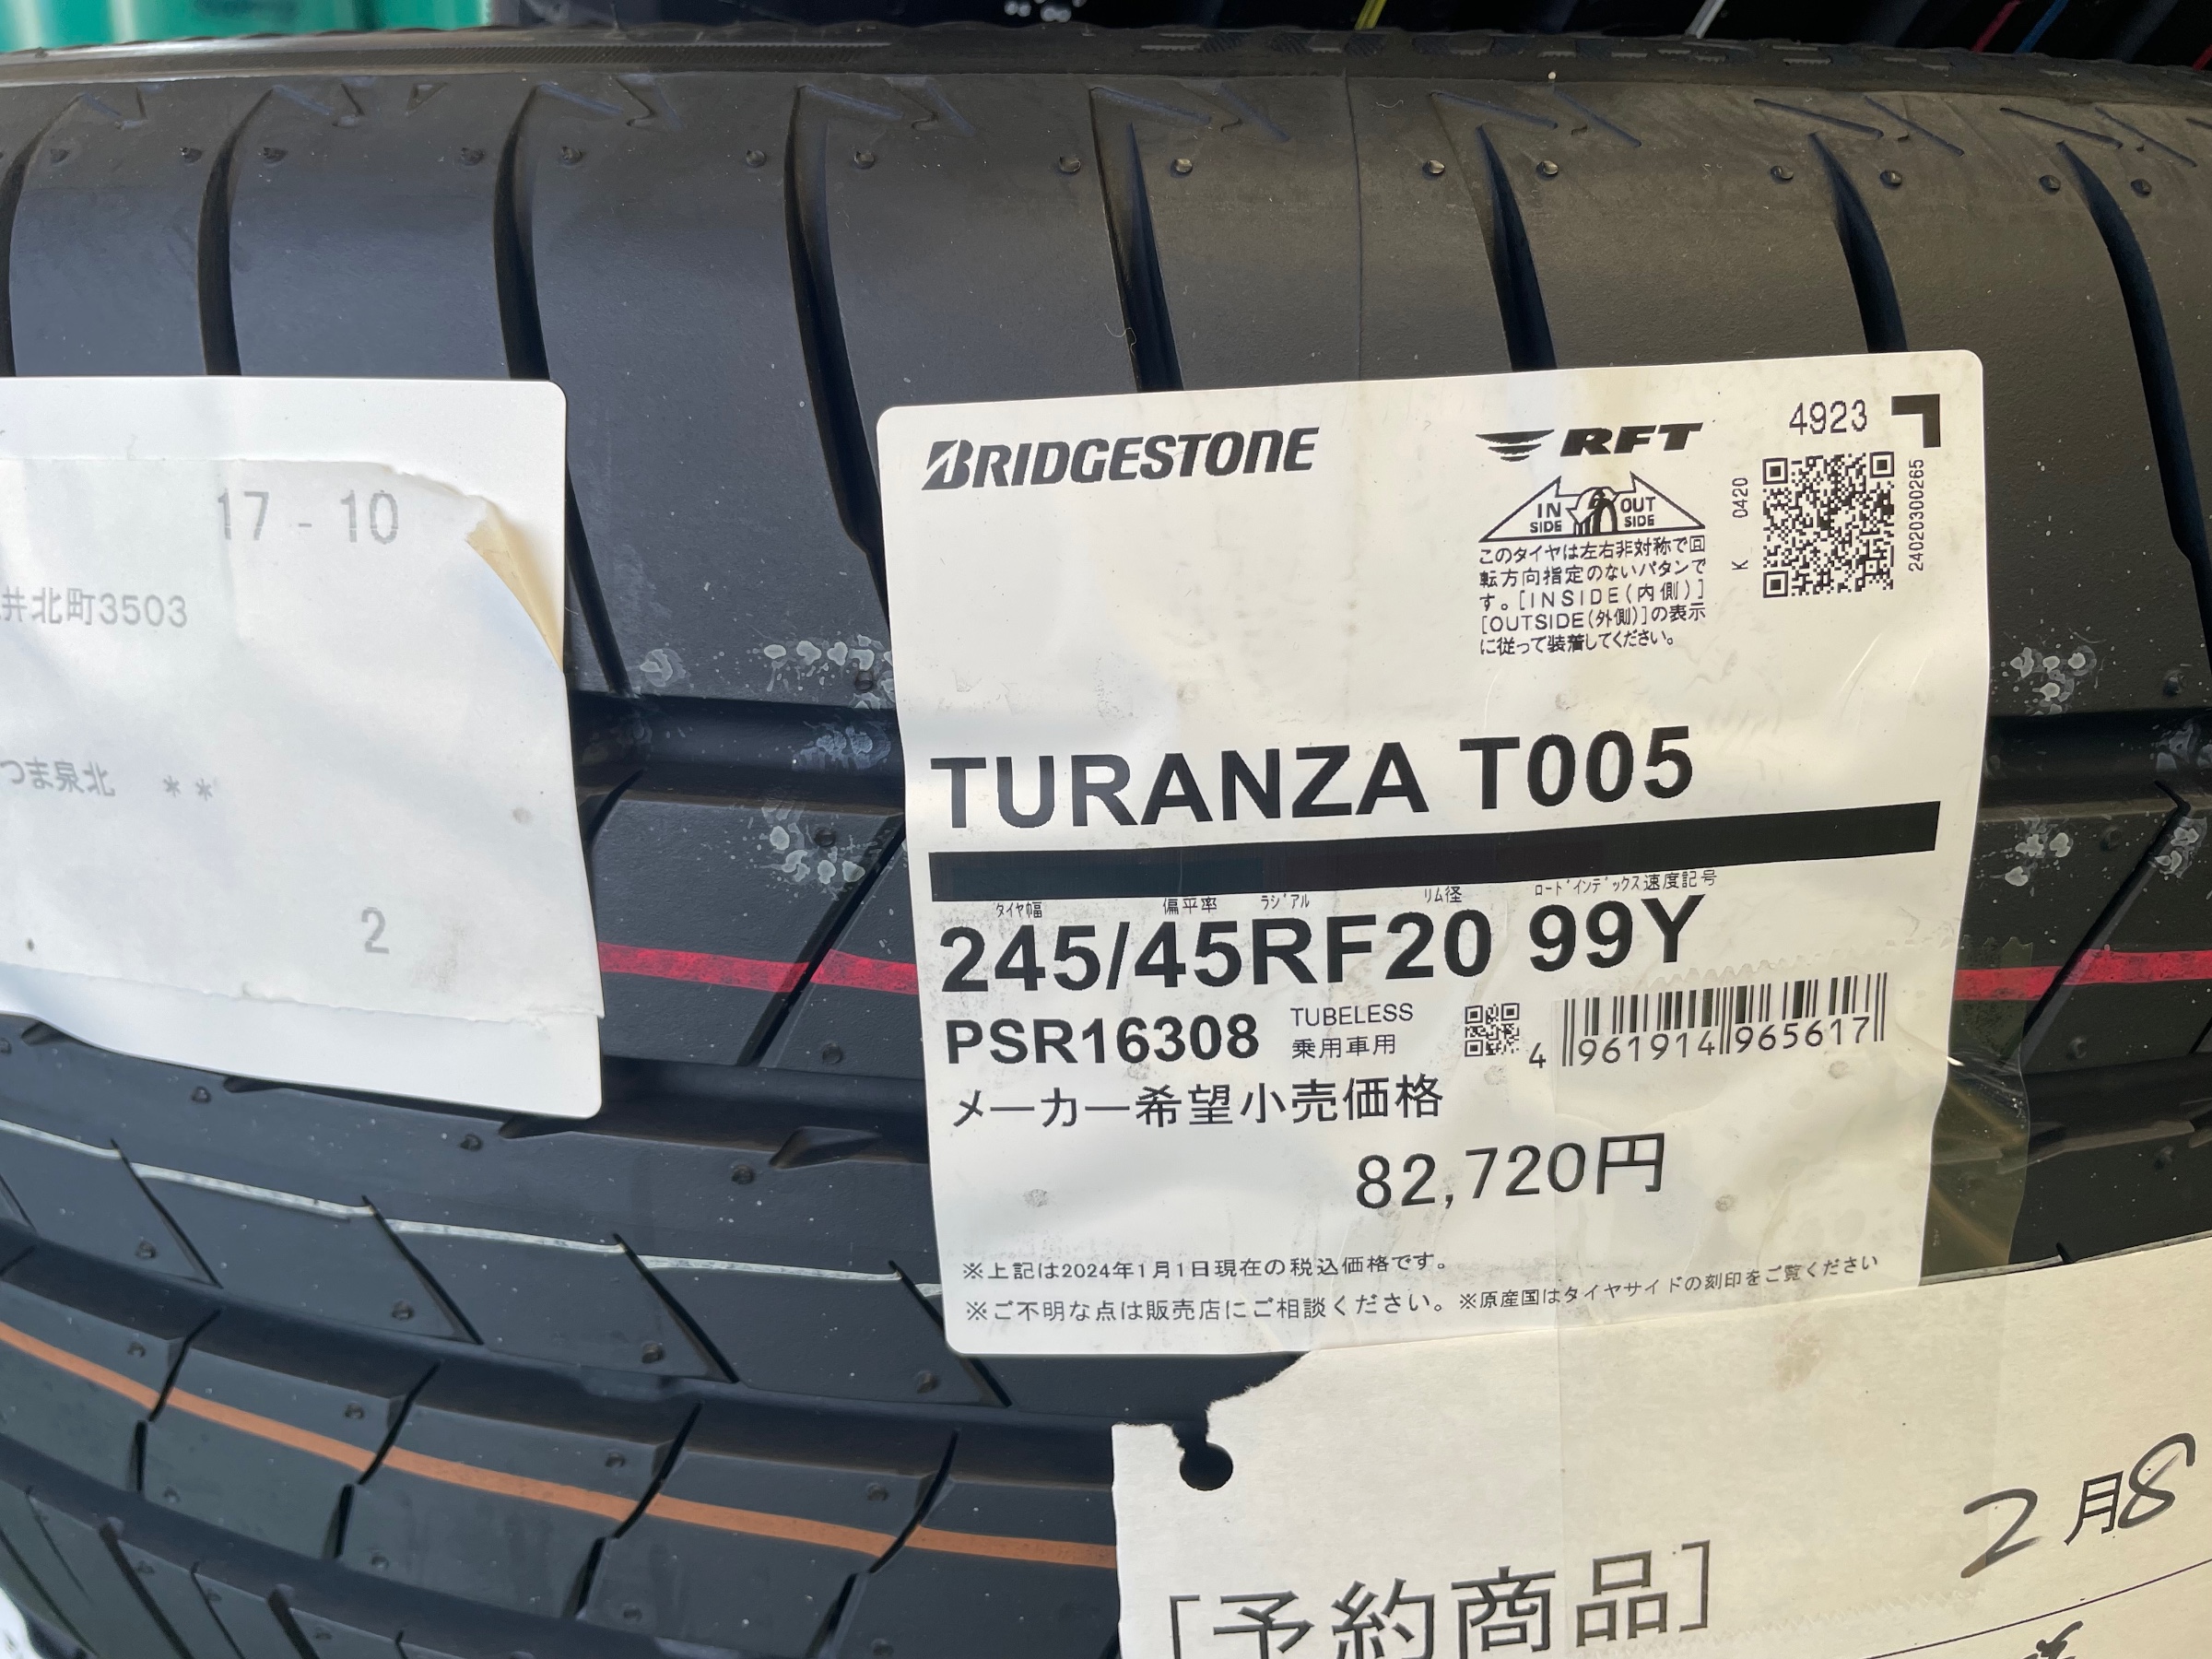 17 - 10
井北町3503
つま泉北 **
2
BRIDGESTONE
RFT
4923
IN SIDE
OUT SIDE
K 0420
2402030026​5
このタイヤは左右非対称で回
転方向指定のないパタンで
す。[INSIDE(内側)]
[OUTSIDE(外側)]の表示
に従って装着してください。
TURANZA T005
タイヤ幅 偏平率 ラジアル リム径 ロードインデックス速度記号
245/45RF20 99Y
PSR16308
TUBELESS
乗用車用
4 961914 965617
メーカー希望小売価格
82,720円
※上記は2024年1月1日現在の税込価格です。
※ご不明な点は販売店にご相談ください。※原産国はタイヤサイドの刻印をご覧ください
2月8
[予約商品]